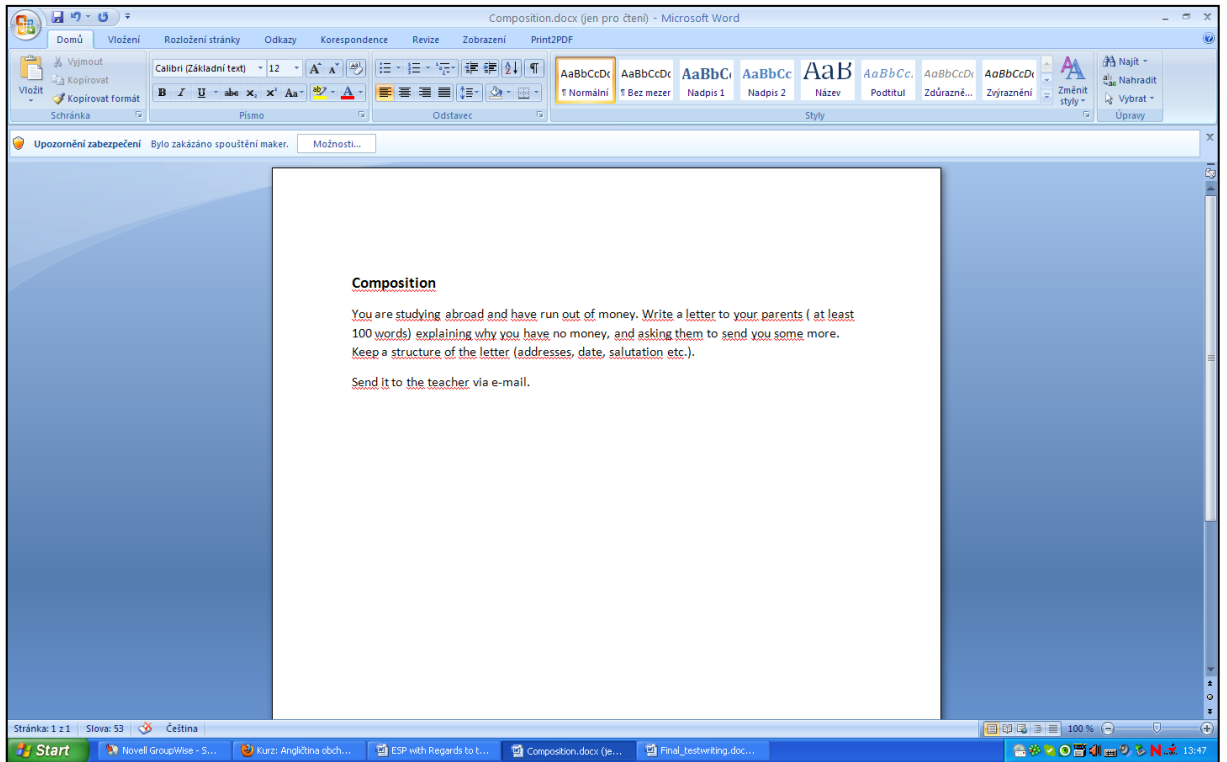 Composition.docx (jen pro čtení) - Microsoft Word
Domů Vložení Rozložení stránky Odkazy Korespondence Revize Zobrazení Print2PDF
Vložit
Vyjmout
Kopírovat
Kopírovat formát
Schránka
Calibri (Základní text) 12
Písmo
Odstavec
AaBbCcDc AaBbCcDc AaBbC AaBbCc AaB AaBbCc. AaBbCcDc AaBbCcDc
¶ Normální ¶ Bez mezer Nadpis 1 Nadpis 2 Název Podtitul Zdůrazně... Zvýraznění
Změnit styly
Styly
Najít
Nahradit
Vybrat
Úpravy
Upozornění zabezpečení Bylo zakázáno spouštění maker. Možnosti...
Composition
You are studying abroad and have run out of money. Write a letter to your parents ( at least
100 words) explaining why you have no money, and asking them to send you some more.
Keep a structure of the letter (addresses, date, salutation etc.).
Send it to the teacher via e-mail.
Stránka: 1 z 1 Slova: 53 Čeština 100 %
Start Novell GroupWise - S... Kurz: Angličtina obch... ESP with Regards to t... Composition.docx (je... Final_testwriting.doc... 13:47